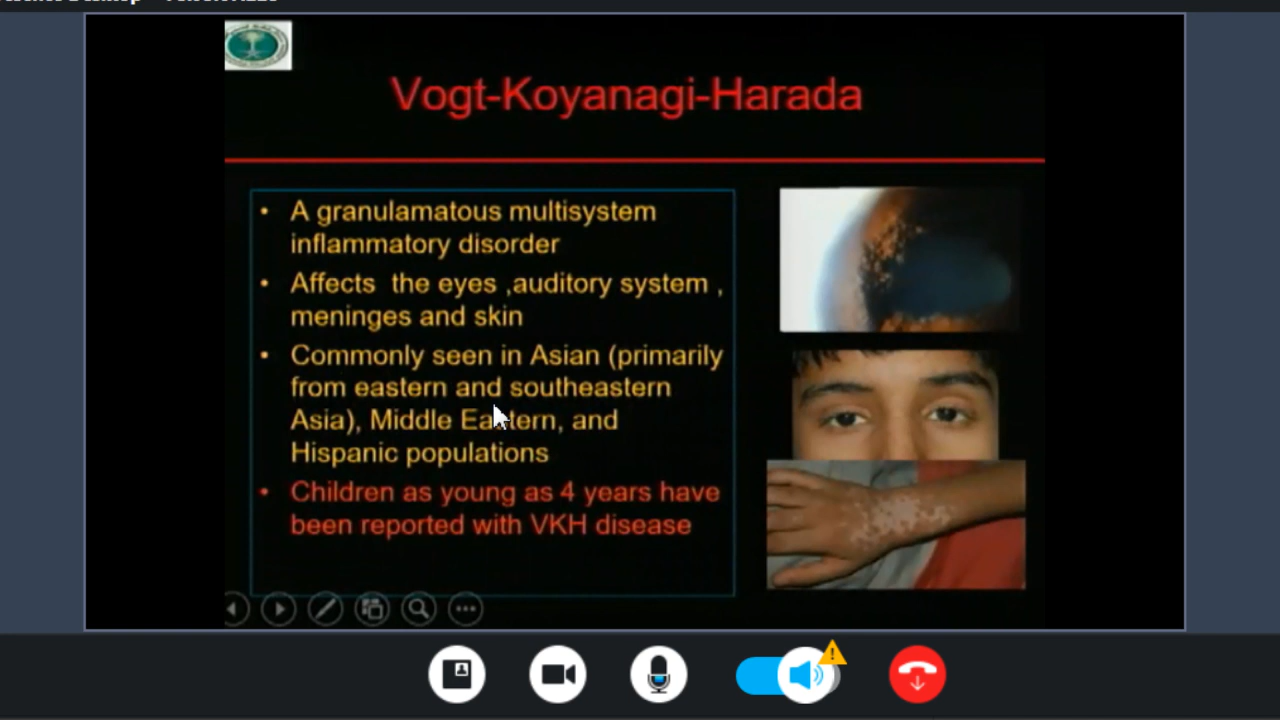 Vogt-Koyanagi-Harada
• A granulamatous multisystem
inflammatory disorder
• Affects the eyes ,auditory system ,
meninges and skin
• Commonly seen in Asian (primarily
from eastern and southeastern
Asia), Middle Eastern, and
Hispanic populations
• Children as young as 4 years have
been reported with VKH disease